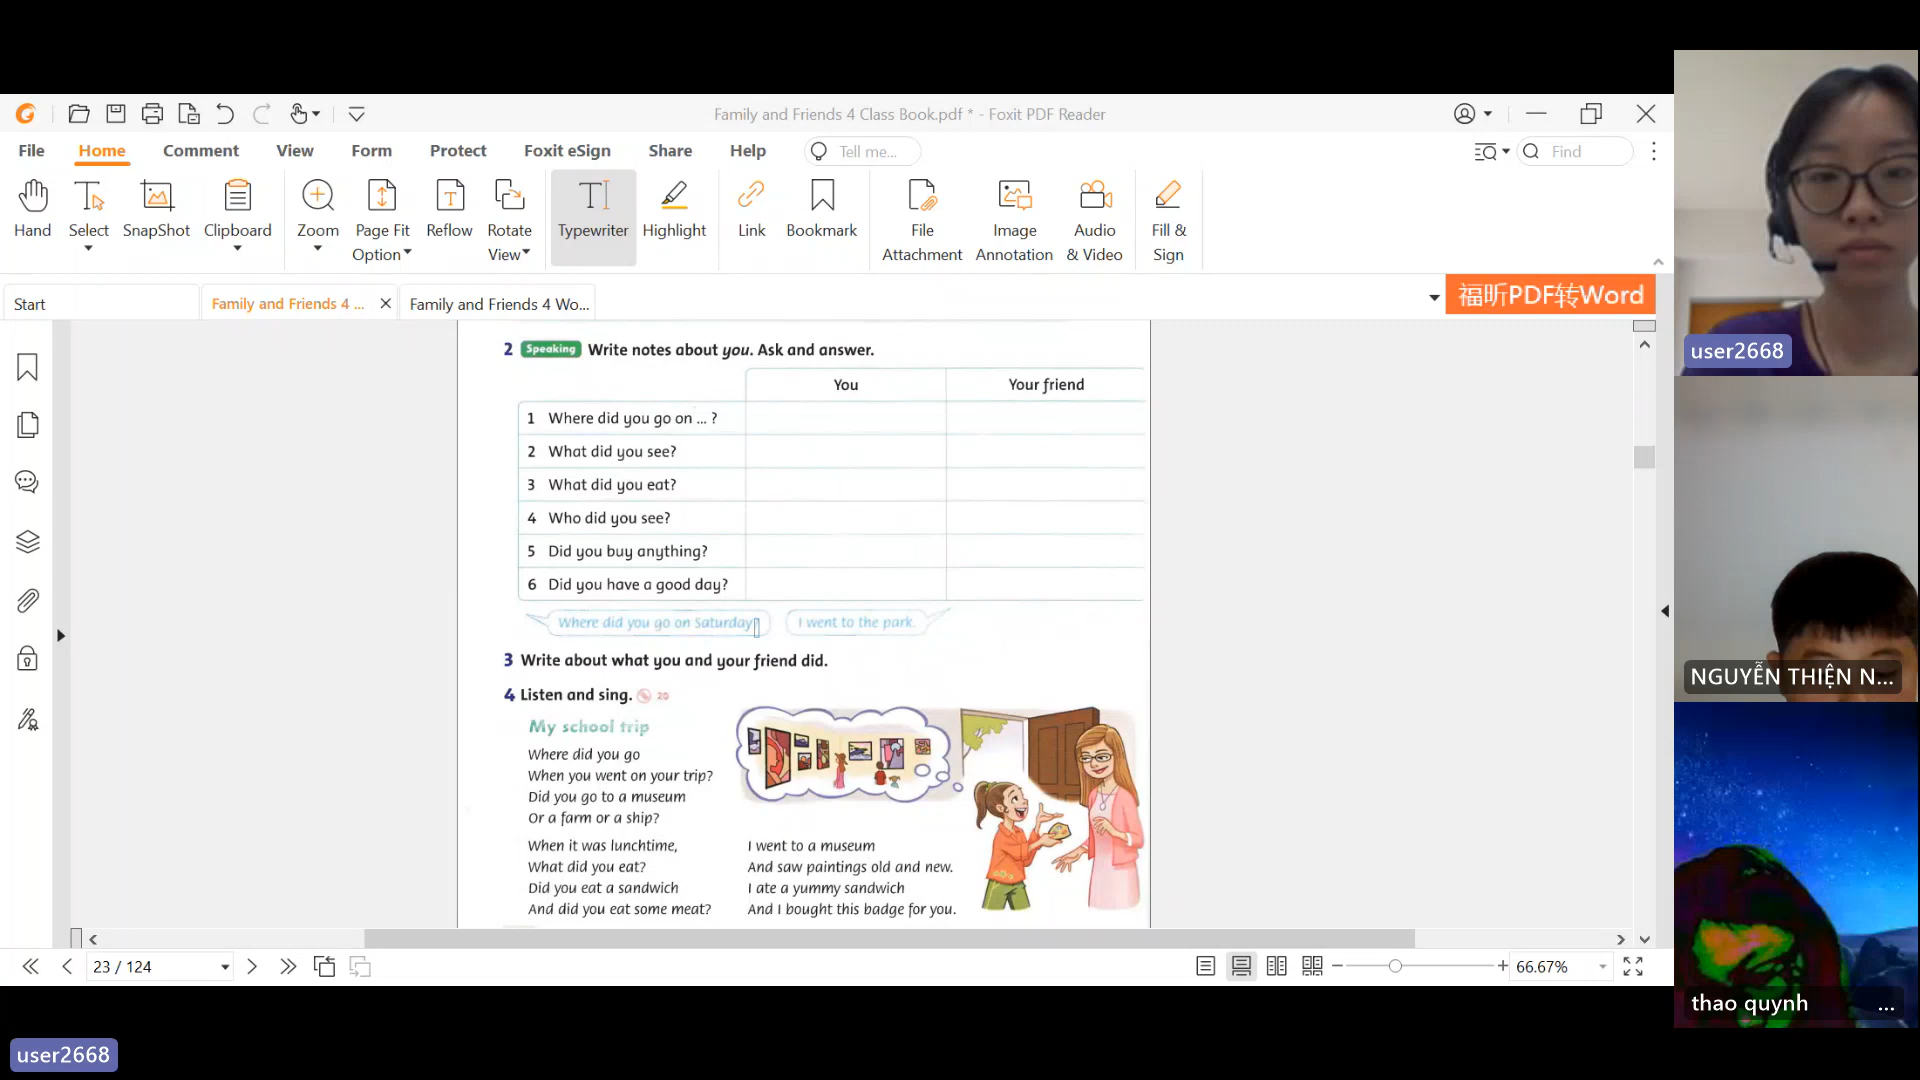 Family and Friends 4 Class Book.pdf * - Foxit PDF Reader
File Home Comment View Form Protect Foxit eSign Share Help Tell me... Find
Hand Select SnapShot Clipboard Zoom Page Fit Option Reflow Rotate View Typewriter Highlight Link Bookmark File Attachment Image Annotation Audio & Video Fill & Sign
Start Family and Friends 4 ... Family and Friends 4 Wo... 福昕PDF转Word
2 Speaking Write notes about you. Ask and answer.
You Your friend
1 Where did you go on ... ?
2 What did you see?
3 What did you eat?
4 Who did you see?
5 Did you buy anything?
6 Did you have a good day?
Where did you go on Saturday I went to the park.
3 Write about what you and your friend did.
4 Listen and sing. 20
My school trip
Where did you go
When you went on your trip?
Did you go to a museum
Or a farm or a ship?
When it was lunchtime,
What did you eat?
Did you eat a sandwich
And did you eat some meat?
I went to a museum
And saw paintings old and new.
I ate a yummy sandwich
And I bought this badge for you.
23 / 124 66.67%
user2668
NGUYỄN THIỆN N...
thao quynh ...
user2668